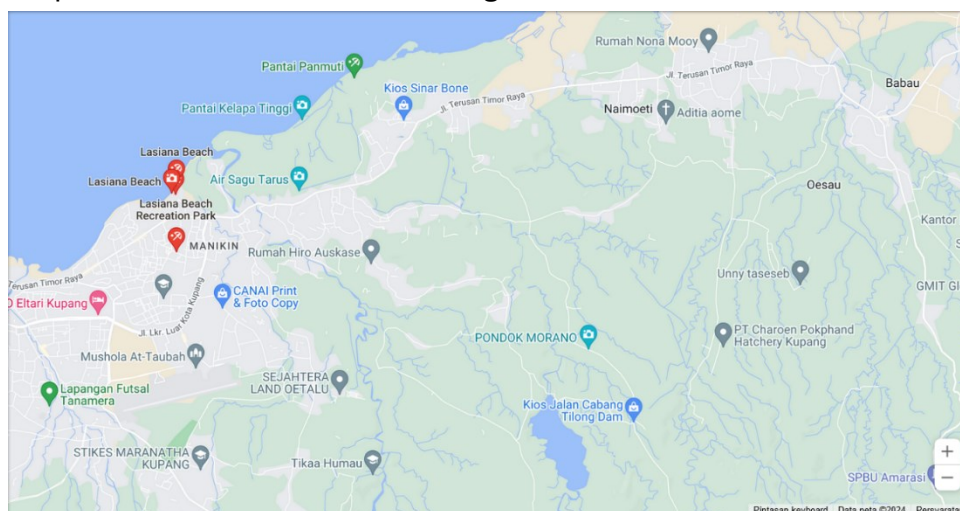 Rumah Nona Mooy
Pantai Panmuti
Jl. Terusan Timor Raya
Babau
Kios Sinar Bone
Pantai Kelapa Tinggi
Jl. Terusan Timor Raya
Naimoeti
Aditia aome
Lasiana Beach
Lasiana Beach
Air Sagu Tarus
Oesau
Lasiana Beach
Recreation Park
Kantor
MANIKIN
Rumah Hiro Auskase
Terusan Timor Raya
Unny taseseb
GMIT Gl
O Eltari Kupang
CANAI Print
& Foto Copy
Jl. Lkr. Luar Kota Kupang
PONDOK MORANO
PT Charoen Pokphand
Hatchery Kupang
Mushola At-Taubah
SEJAHTERA
LAND OETALU
Lapangan Futsal
Tanamera
Kios Jalan Cabang
Tilong Dam
STIKES MARANATHA
KUPANG
Tikaa Humau
SPBU Amarasi
Pintasan keyboard Data peta ©2024 Persyarata